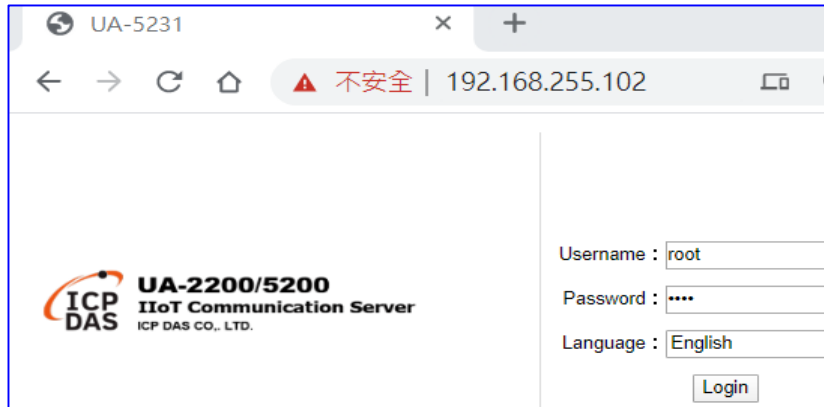 UA-5231
不安全 | 192.168.255.102
ICP DAS
UA-2200/5200
IIoT Communication Server
ICP DAS CO,. LTD.
Username : root
Password : ••••
Language : English
Login